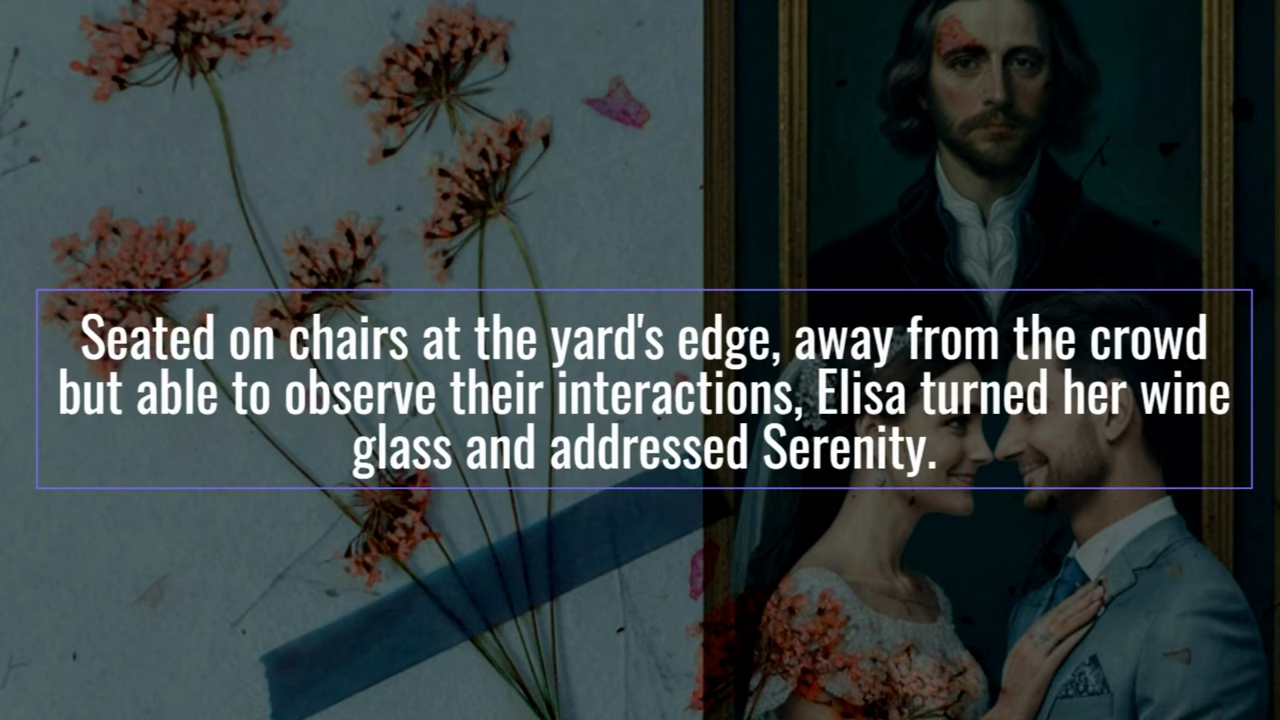 Seated on chairs at the yard's edge, away from the crowd
but able to observe their interactions, Elisa turned her wine
glass and addressed Serenity.